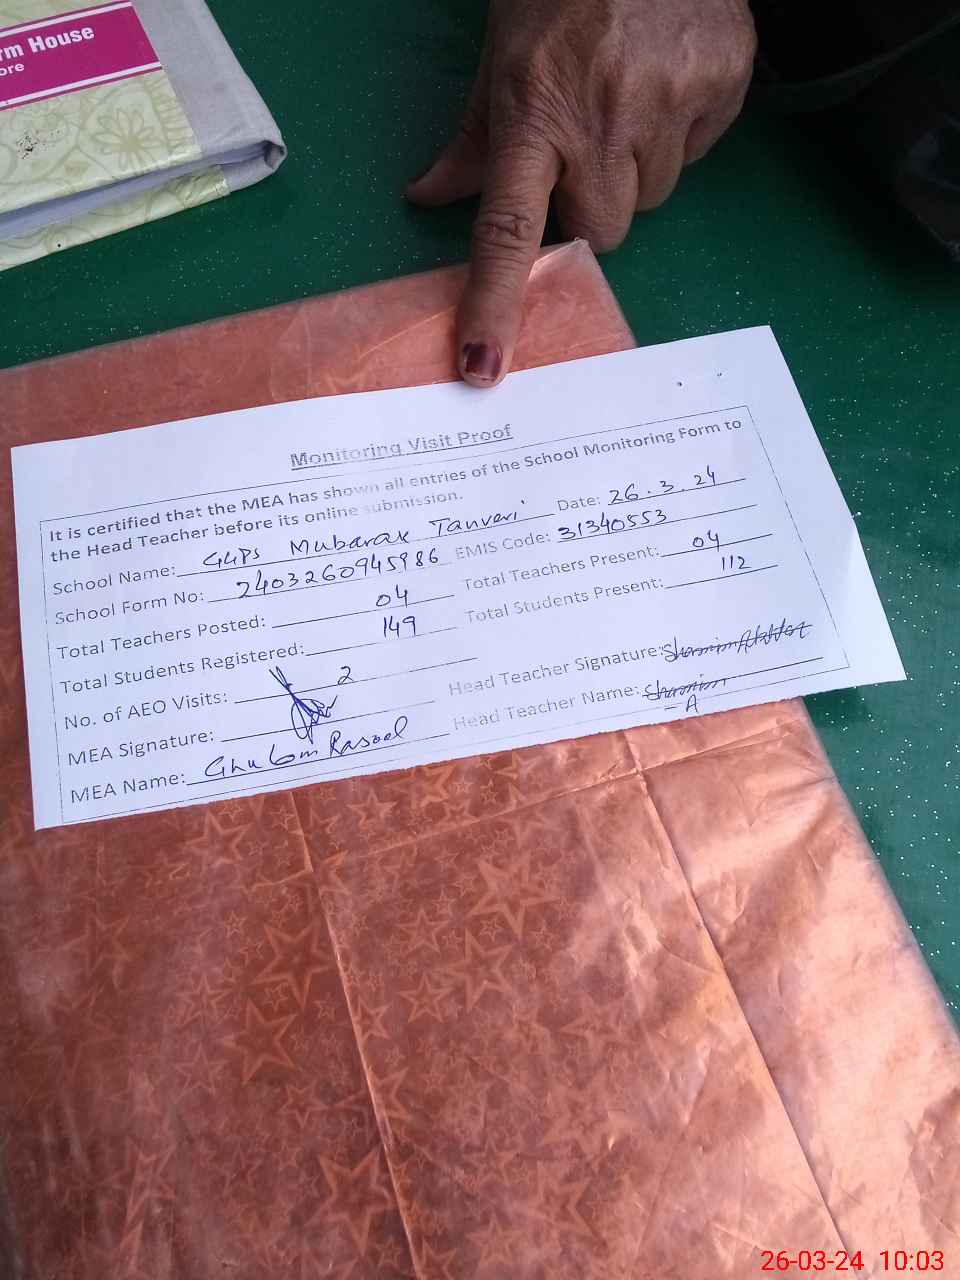 rm House
ore
Monitoring Visit Proof
It is certified that the MEA has shown all entries of the School Monitoring Form to
the Head Teacher before its online submission.
School Name: GGPS Mubarak Tanveri Date: 26.3.24
School Form No: 2403260945986 EMIS Code: 31340553
Total Teachers Posted: 04 Total Teachers Present: 04
Total Students Registered: 149 Total Students Present: 112
No. of AEO Visits: 2
MEA Signature: Head Teacher Signature:
MEA Name: Ghulam Rasool Head Teacher Name: Shamim
- A
26-03-24 10:03